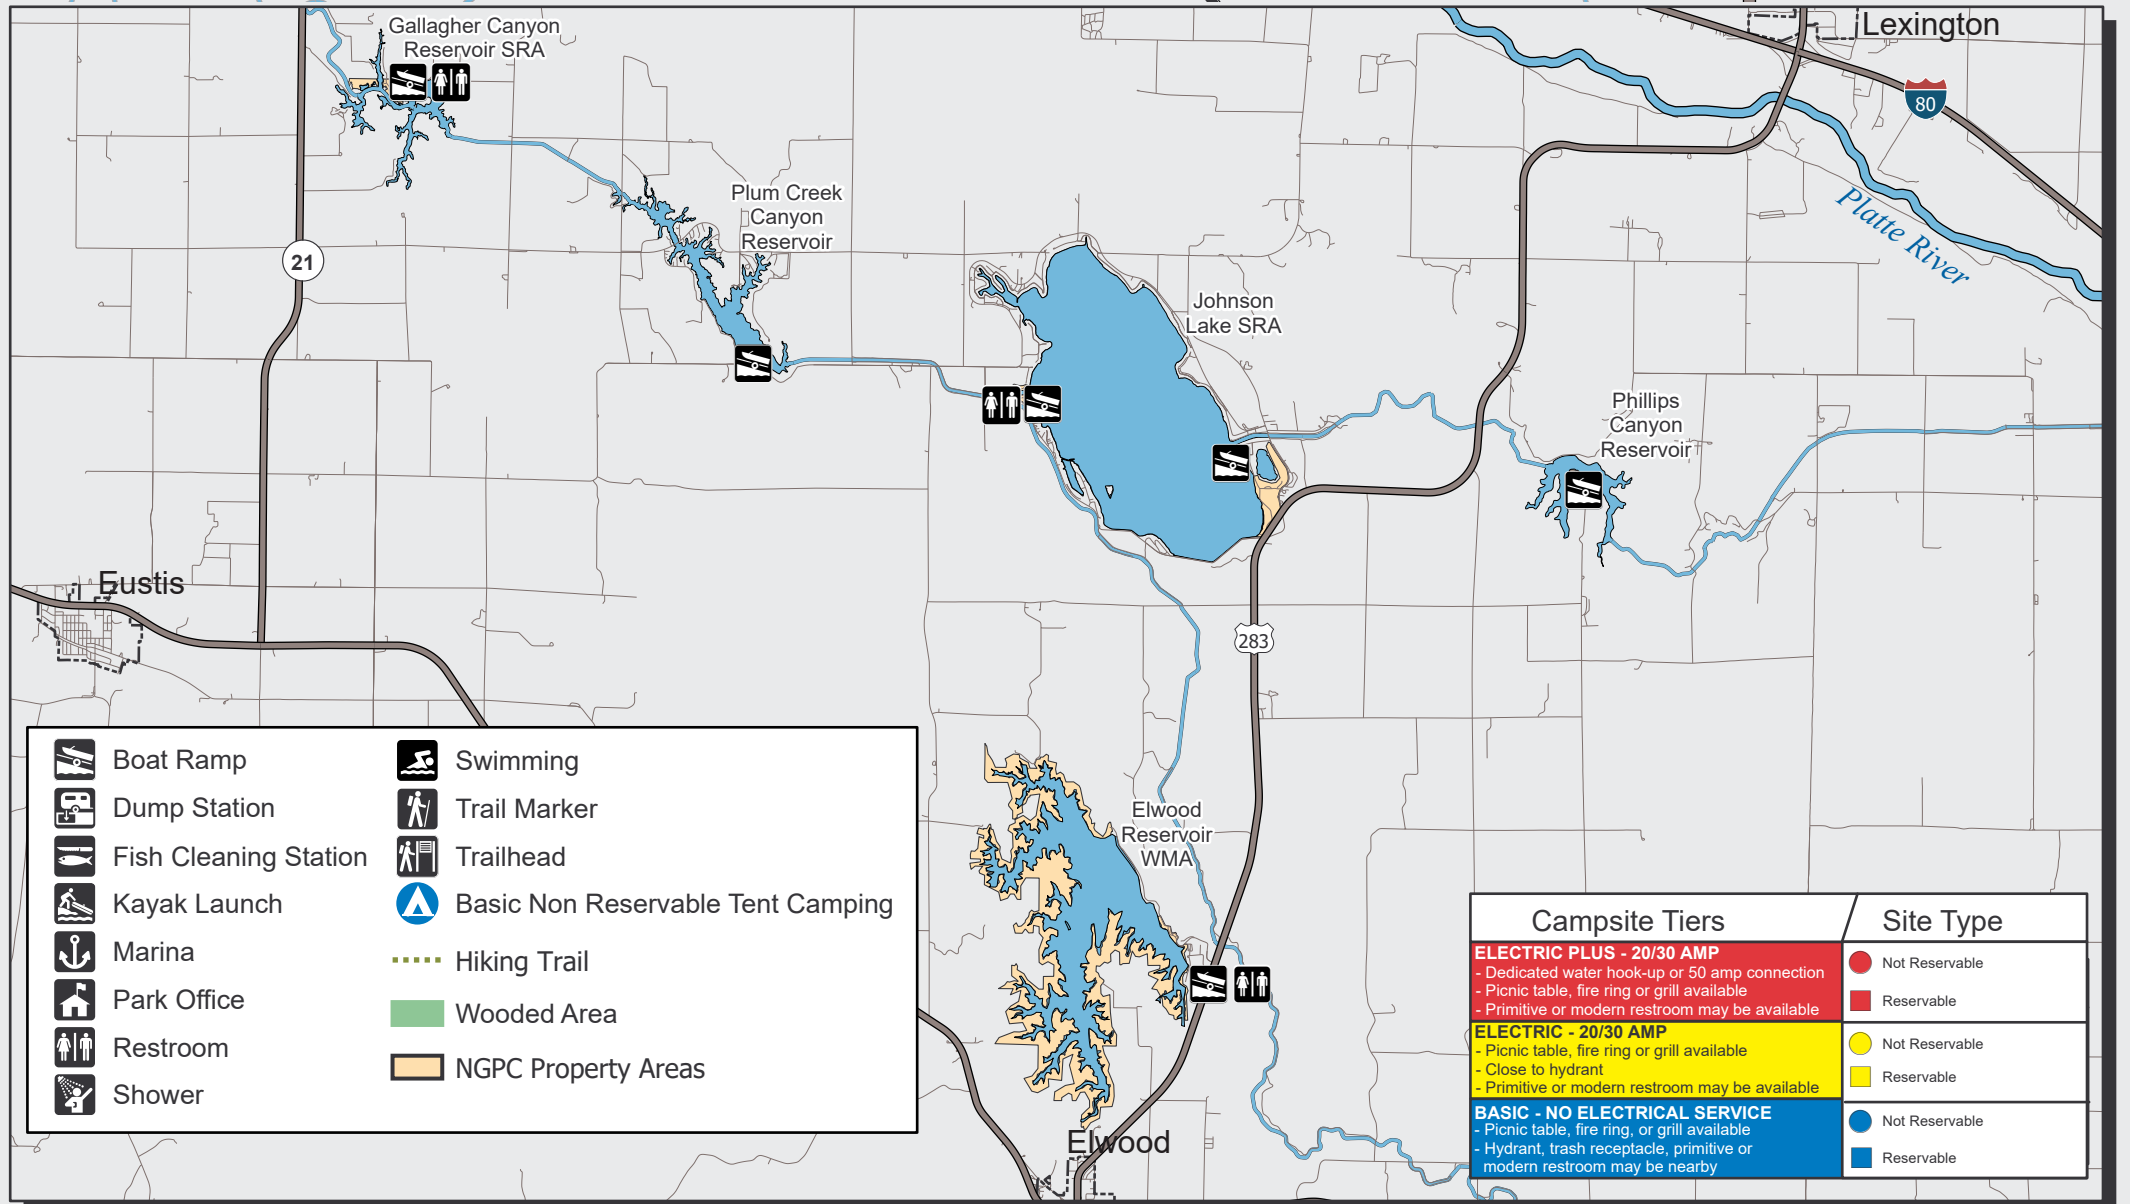 Gallagher Canyon
Reservoir SRA
Lexington
80
Plum Creek
Canyon
Reservoir
Platte River
21
Johnson
Lake SRA
Phillips
Canyon
Reservoir
Eustis
283
Elwood
Reservoir
WMA
Elwood
Boat Ramp
Dump Station
Fish Cleaning Station
Kayak Launch
Marina
Park Office
Restroom
Shower
Swimming
Trail Marker
Trailhead
Basic Non Reservable Tent Camping
Hiking Trail
Wooded Area
NGPC Property Areas
Campsite Tiers
Site Type
ELECTRIC PLUS - 20/30 AMP
- Dedicated water hook-up or 50 amp connection
- Picnic table, fire ring or grill available
- Primitive or modern restroom may be available
Not Reservable
Reservable
ELECTRIC - 20/30 AMP
- Picnic table, fire ring or grill available
- Close to hydrant
- Primitive or modern restroom may be available
Not Reservable
Reservable
BASIC - NO ELECTRICAL SERVICE
- Picnic table, fire ring, or grill available
- Hydrant, trash receptacle, primitive or
modern restroom may be nearby
Not Reservable
Reservable